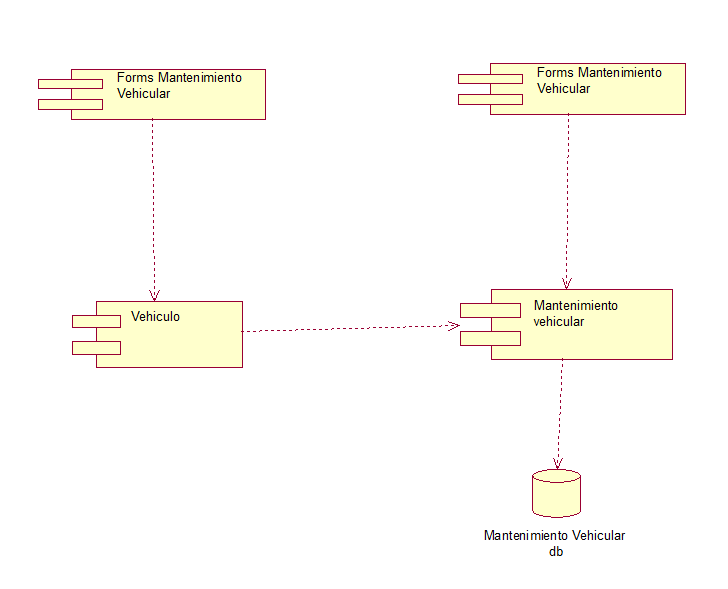 Forms Mantenimiento
Vehicular
Forms Mantenimiento
Vehicular
Vehiculo
Mantenimiento
vehicular
Mantenimiento Vehicular
db